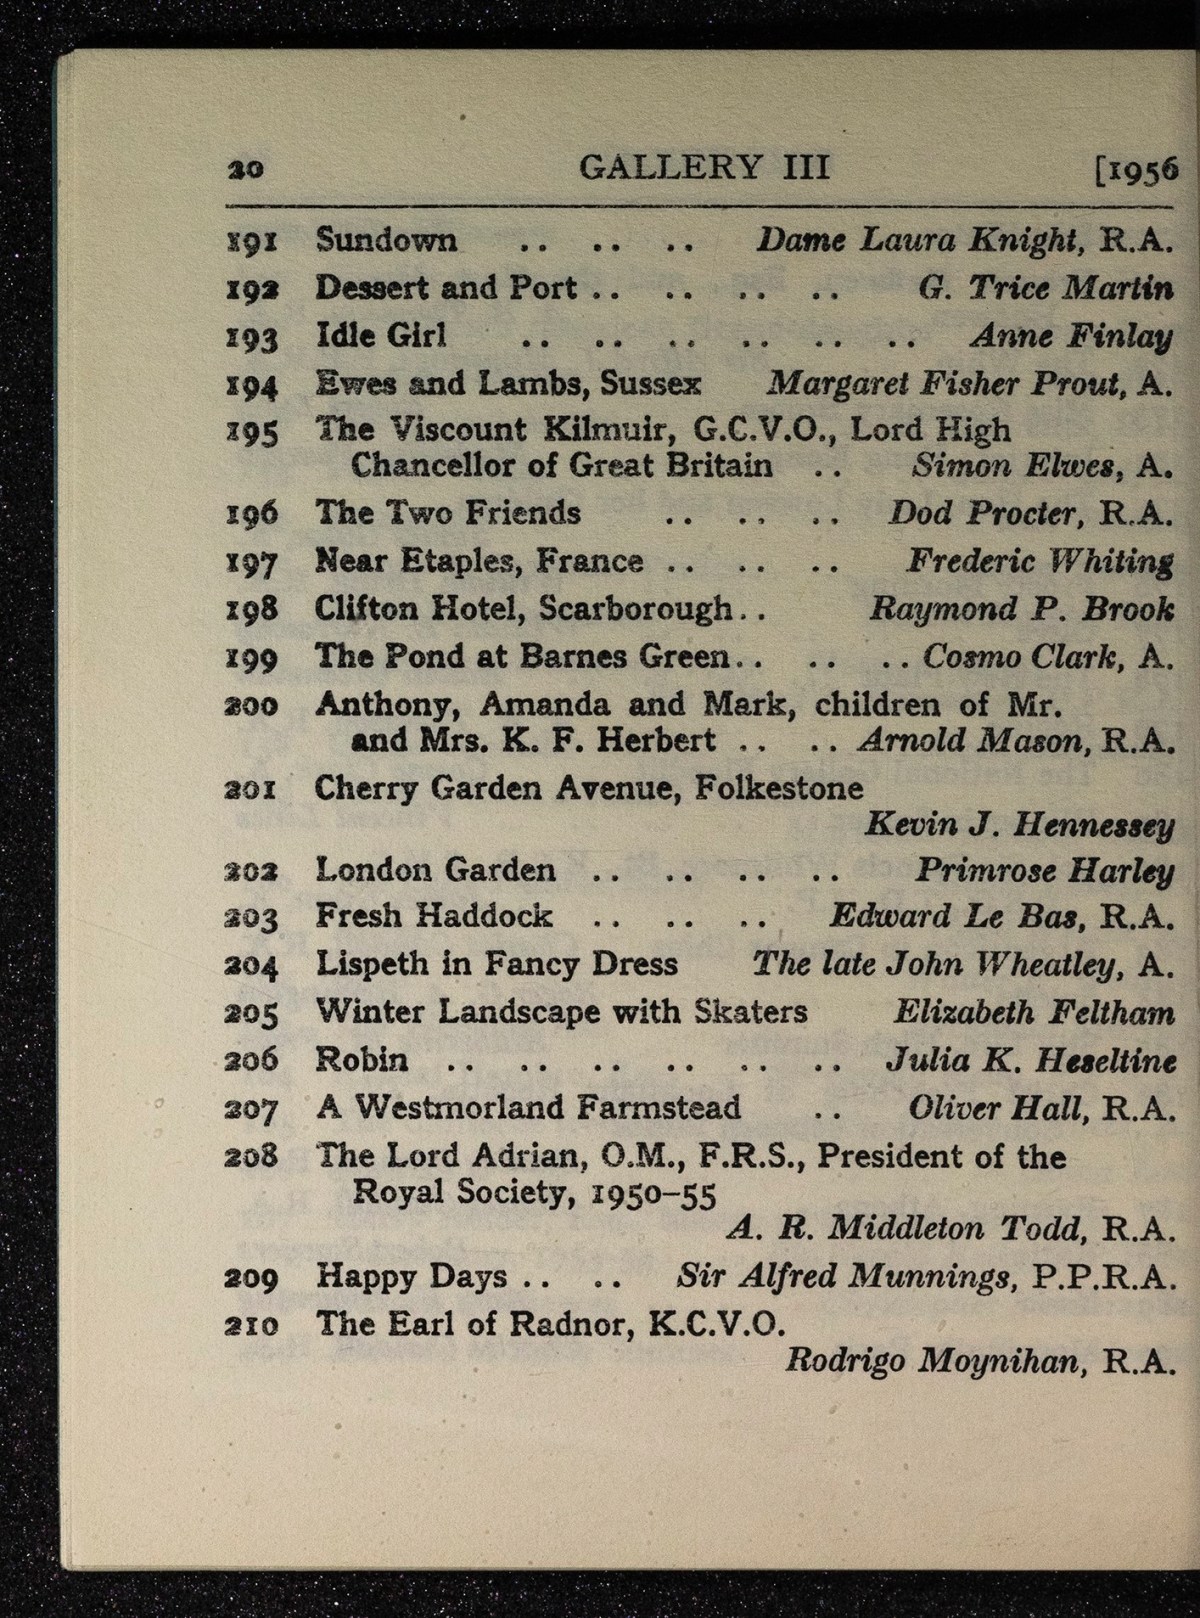 20 GALLERY III [1956
191 Sundown .. .. .. Dame Laura Knight, R.A.
192 Dessert and Port .. .. .. .. G. Trice Martin
193 Idle Girl .. .. .. .. .. .. Anne Finlay
194 Ewes and Lambs, Sussex Margaret Fisher Prout, A.
195 The Viscount Kilmuir, G.C.V.O., Lord High
Chancellor of Great Britain .. Simon Elwes, A.
196 The Two Friends .. .. .. Dod Procter, R.A.
197 Near Etaples, France .. .. .. Frederic Whiting
198 Clifton Hotel, Scarborough .. Raymond P. Brook
199 The Pond at Barnes Green .. .. .. Cosmo Clark, A.
200 Anthony, Amanda and Mark, children of Mr.
and Mrs. K. F. Herbert .. .. Arnold Mason, R.A.
201 Cherry Garden Avenue, Folkestone
Kevin J. Hennessey
202 London Garden .. .. .. .. Primrose Harley
203 Fresh Haddock .. .. .. Edward Le Bas, R.A.
204 Lispeth in Fancy Dress The late John Wheatley, A.
205 Winter Landscape with Skaters Elizabeth Feltham
206 Robin .. .. .. .. .. .. Julia K. Heseltine
207 A Westmorland Farmstead .. Oliver Hall, R.A.
208 The Lord Adrian, O.M., F.R.S., President of the
Royal Society, 1950–55
A. R. Middleton Todd, R.A.
209 Happy Days .. .. Sir Alfred Munnings, P.P.R.A.
210 The Earl of Radnor, K.C.V.O.
Rodrigo Moynihan, R.A.